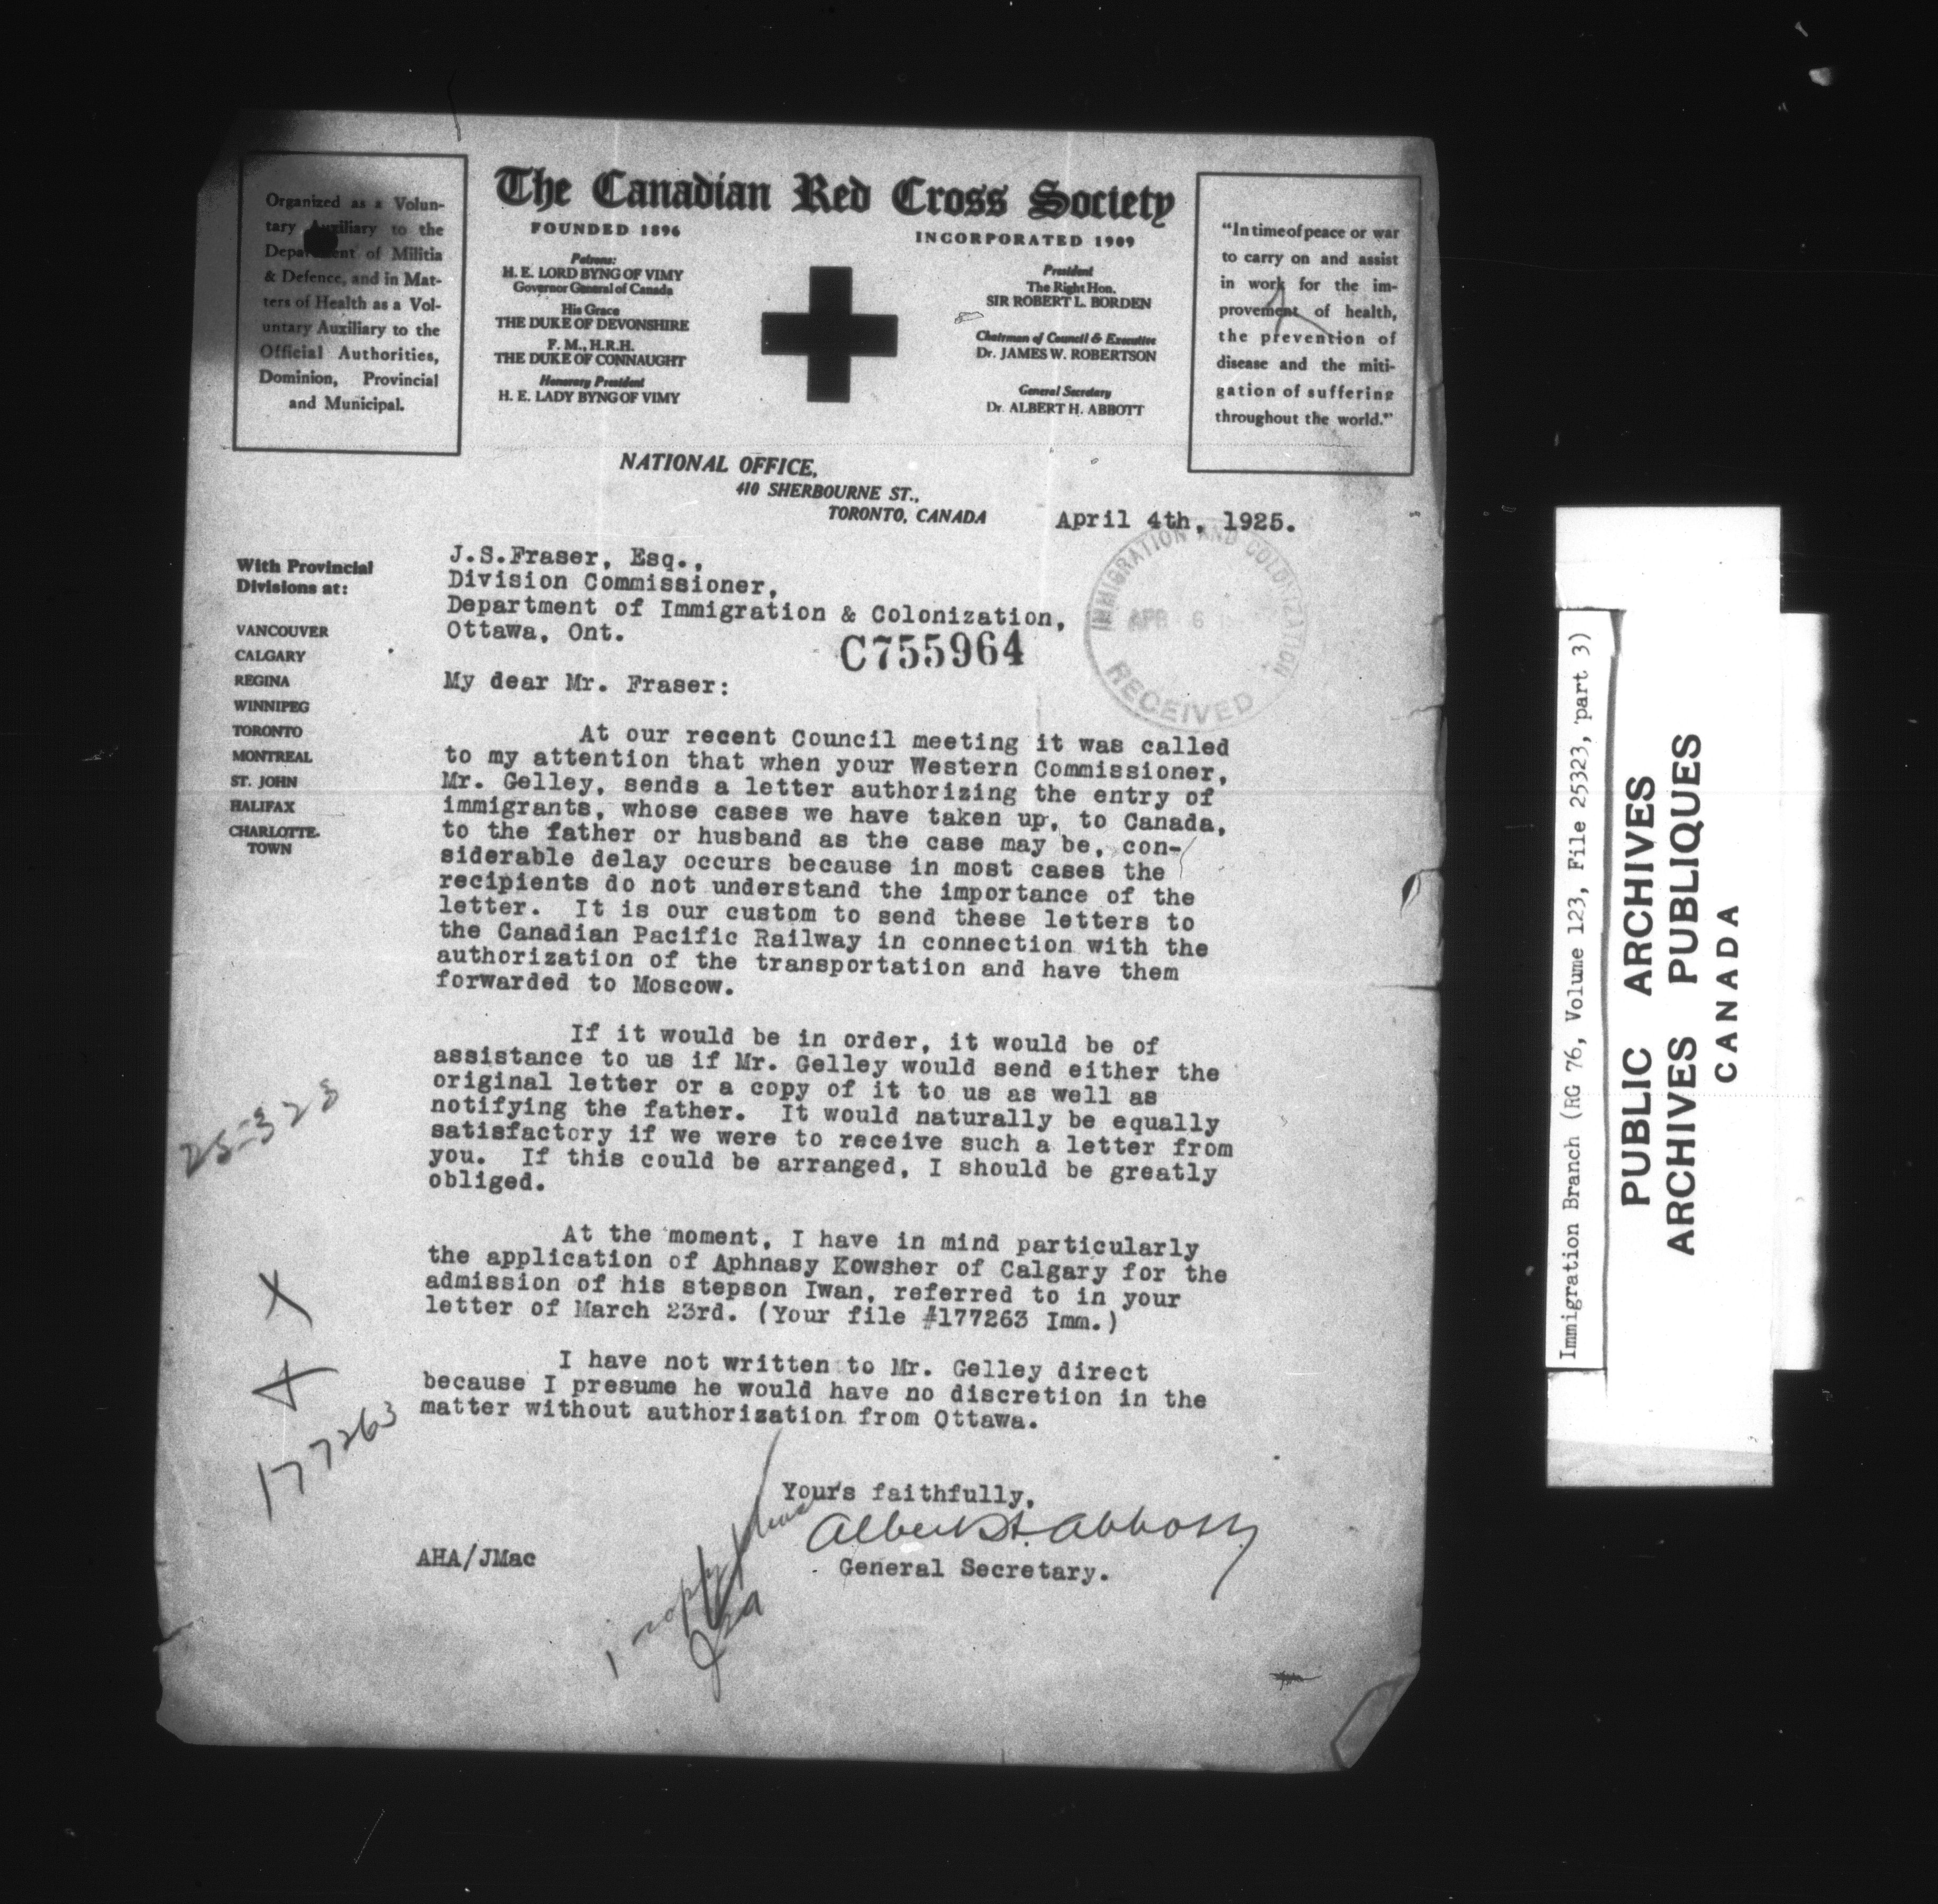 Organized as a Volun-
tary Auxiliary to the
Department of Militia
& Defence, and in Mat-
ters of Health as a Vol-
untary Auxiliary to the
Official Authorities,
Dominion, Provincial
and Municipal.
The Canadian Red Cross Society
FOUNDED 1896
INCORPORATED 1909
Patrons:
H. E. LORD BYNG OF VIMY
Governor General of Canada
His Grace
THE DUKE OF DEVONSHIRE
F. M., H.R.H.
THE DUKE OF CONNAUGHT
Honorary President
H. E. LADY BYNG OF VIMY
President
The Right Hon.
SIR ROBERT L. BORDEN
Chairman of Council & Executive
Dr. JAMES W. ROBERTSON
General Secretary
Dr. ALBERT H. ABBOTT
"In time of peace or war
to carry on and assist
in work for the im-
provement of health,
the prevention of
disease and the miti-
gation of suffering
throughout the world."
NATIONAL OFFICE,
410 SHERBOURNE ST.,
TORONTO, CANADA
April 4th, 1925.
IMMIGRATION AND COLONIZATION
APR 6
RECEIVED
With Provincial
Divisions at:
VANCOUVER
CALGARY
REGINA
WINNIPEG
TORONTO
MONTREAL
ST. JOHN
HALIFAX
CHARLOTTE-
TOWN
J.S.Fraser, Esq.,
Division Commissioner,
Department of Immigration & Colonization,
Ottawa, Ont.
C755964
My dear Mr. Fraser:
At our recent Council meeting it was called
to my attention that when your Western Commissioner,
Mr. Gelley, sends a letter authorizing the entry of
immigrants, whose cases we have taken up, to Canada,
to the father or husband as the case may be, con-
siderable delay occurs because in most cases the
recipients do not understand the importance of the
letter. It is our custom to send these letters to
the Canadian Pacific Railway in connection with the
authorization of the transportation and have them
forwarded to Moscow.
If it would be in order, it would be of
assistance to us if Mr. Gelley would send either the
original letter or a copy of it to us as well as
notifying the father. It would naturally be equally
satisfactory if we were to receive such a letter from
you. If this could be arranged, I should be greatly
obliged.
25-323
At the moment, I have in mind particularly
the application of Aphnasy Kowsher of Calgary for the
admission of his stepson Iwan, referred to in your
letter of March 23rd. (Your file #177263 Imm.)
I have not written to Mr. Gelley direct
because I presume he would have no discretion in the
matter without authorization from Ottawa.
177263
Yours faithfully,
Albert H. Abbott
General Secretary.
AHA/JMac
reply please
Immigration Branch (RG 76, Volume 123, File 25323, part 3)
PUBLIC ARCHIVES
ARCHIVES PUBLIQUES
CANADA